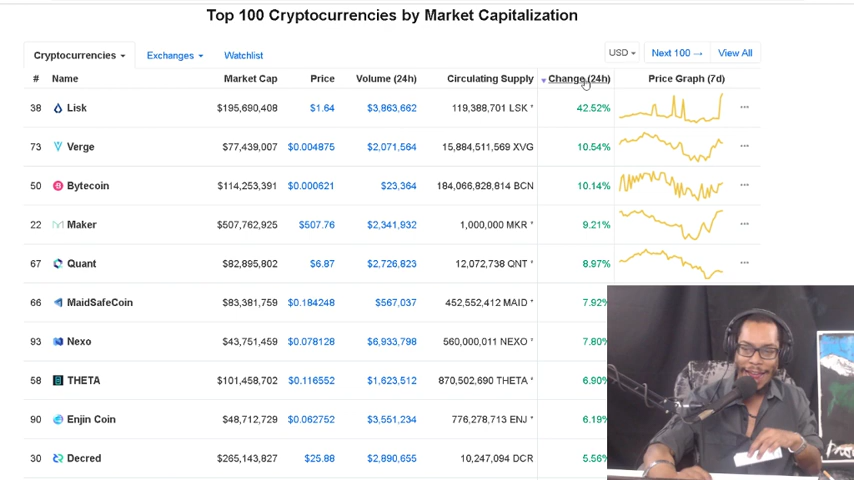 Top 100 Cryptocurrencies by Market Capitalization
Cryptocurrencies Exchanges Watchlist USD Next 100 → View All
# Name Market Cap Price Volume (24h) Circulating Supply Change (24h) Price Graph (7d)
38 Lisk $195,690,408 $1.64 $3,863,662 119,388,701 LSK * 42.52%
73 Verge $77,439,007 $0.004875 $2,071,564 15,884,511,569 XVG 10.54%
50 Bytecoin $114,253,391 $0.000621 $23,364 184,066,828,814 BCN 10.14%
22 Maker $507,762,925 $507.76 $2,341,932 1,000,000 MKR * 9.21%
67 Quant $82,895,802 $6.87 $2,726,823 12,072,738 QNT * 8.97%
66 MaidSafeCoin $83,381,759 $0.184248 $567,037 452,552,412 MAID * 7.92%
93 Nexo $43,751,459 $0.078128 $6,933,798 560,000,011 NEXO * 7.80%
58 THETA $101,458,702 $0.116552 $1,623,512 870,502,690 THETA * 6.90%
90 Enjin Coin $48,712,729 $0.062752 $3,551,234 776,278,713 ENJ * 6.19%
30 Decred $265,143,827 $25.88 $2,890,655 10,247,094 DCR 5.56%